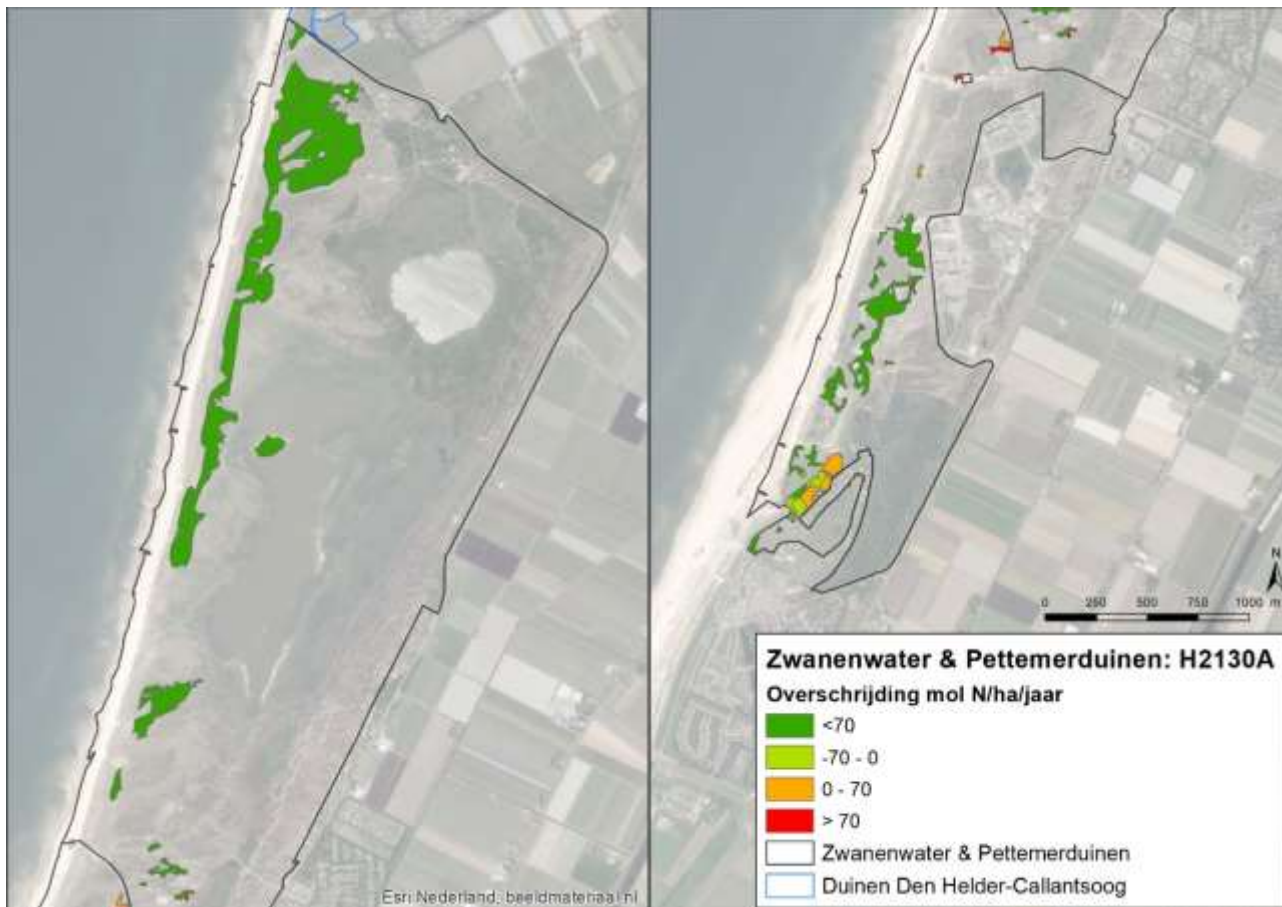 N
0 250 500 750 1000 m
Zwanenwater & Pettemerduinen: H2130A
Overschrijding mol N/ha/jaar
<70
-70 - 0
0 - 70
> 70
Zwanenwater & Pettemerduinen
Duinen Den Helder-Callantsoog
Esri Nederland, beeldmateriaal.nl